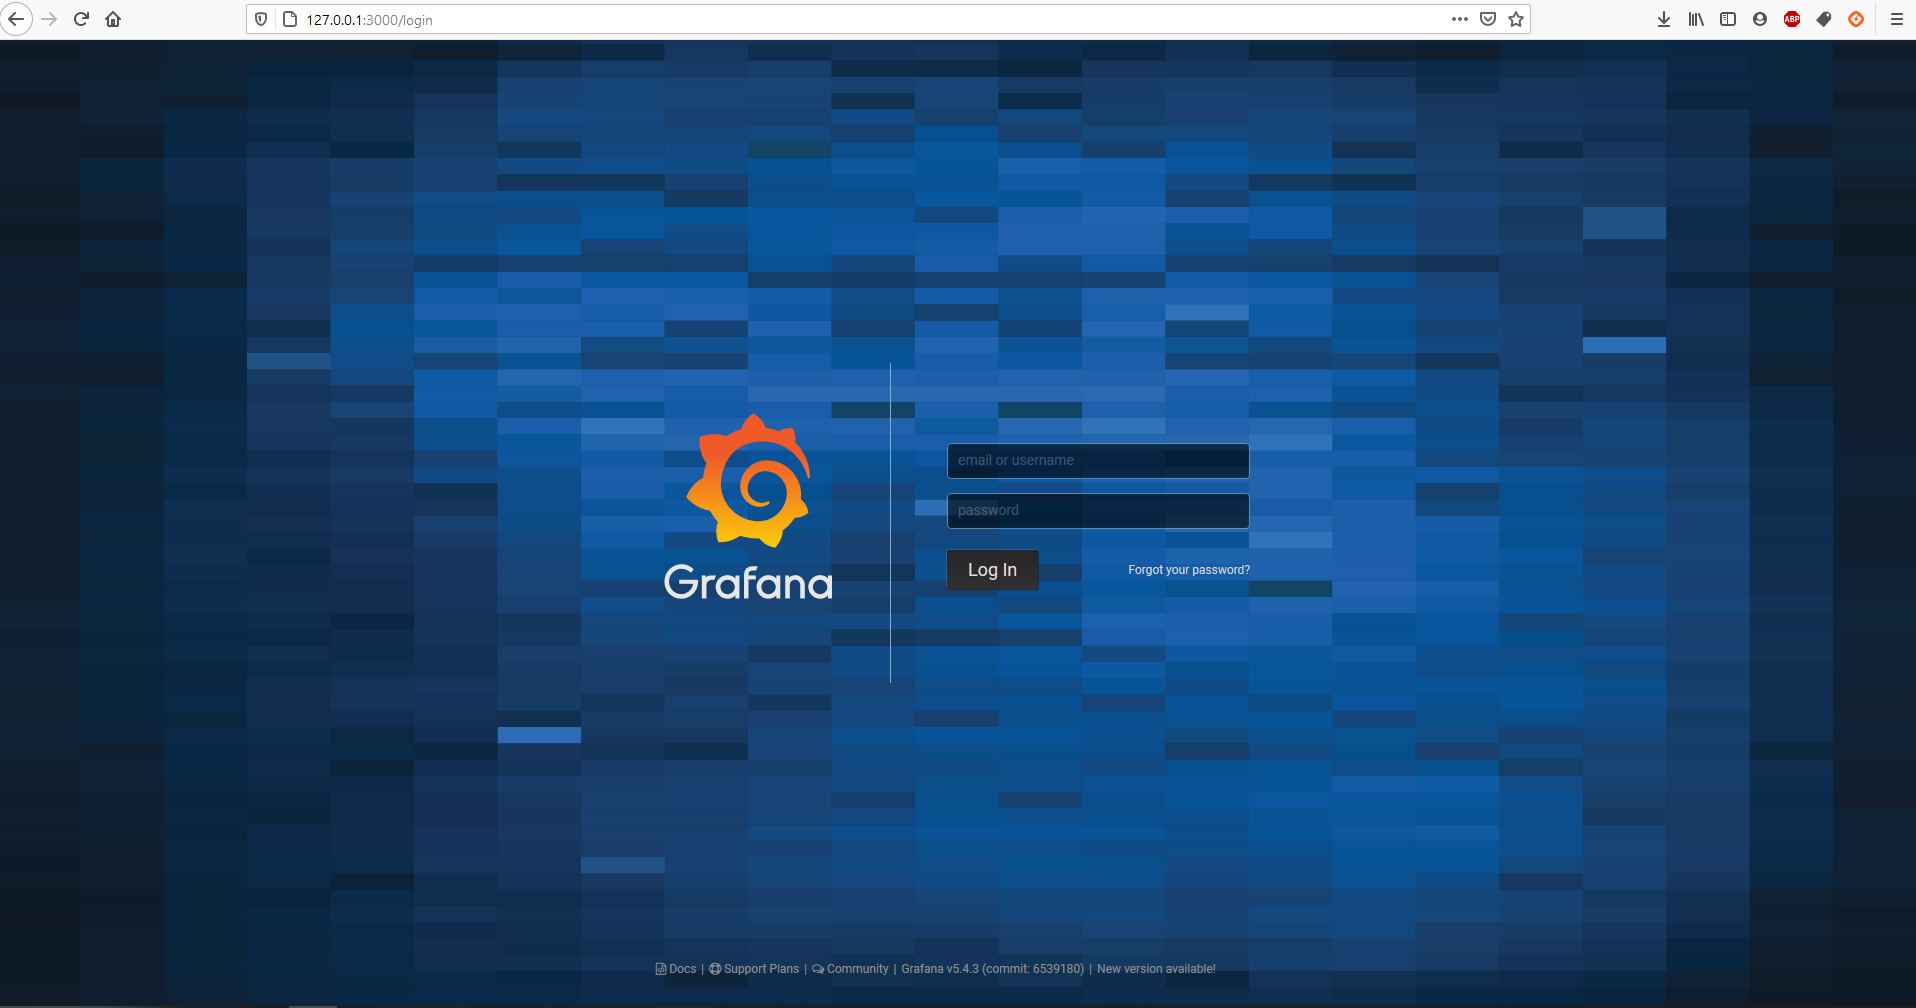 127.0.0.1:3000/login
ABP
email or username
password
Log In
Forgot your password?
Grafana
Docs | Support Plans | Community | Grafana v5.4.3 (commit: 6539180) | New version available!